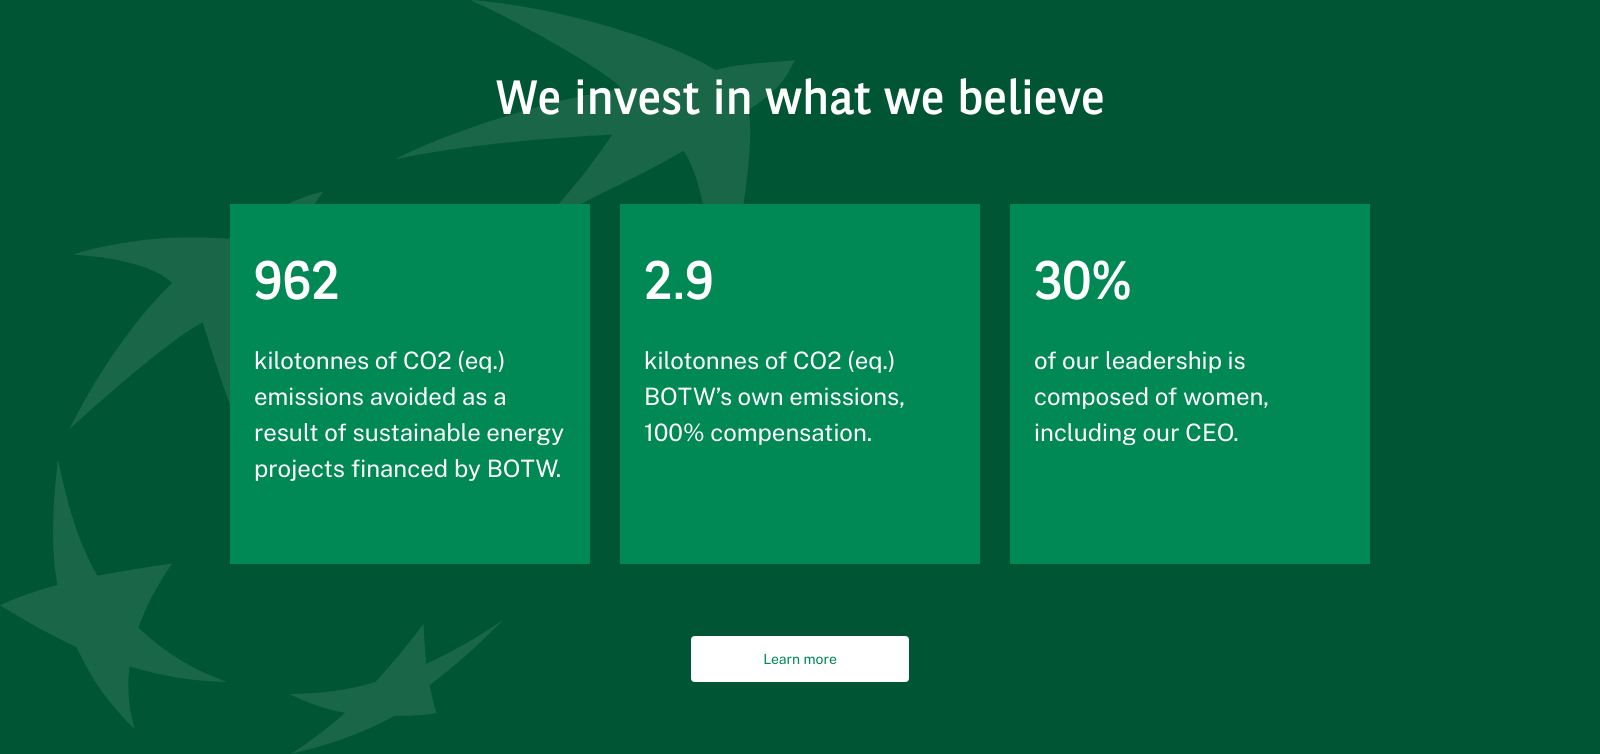 We invest in what we believe
962
kilotonnes of CO2 (eq.)
emissions avoided as a
result of sustainable energy
projects financed by BOTW.
2.9
kilotonnes of CO2 (eq.)
BOTW’s own emissions,
100% compensation.
30%
of our leadership is
composed of women,
including our CEO.
Learn more